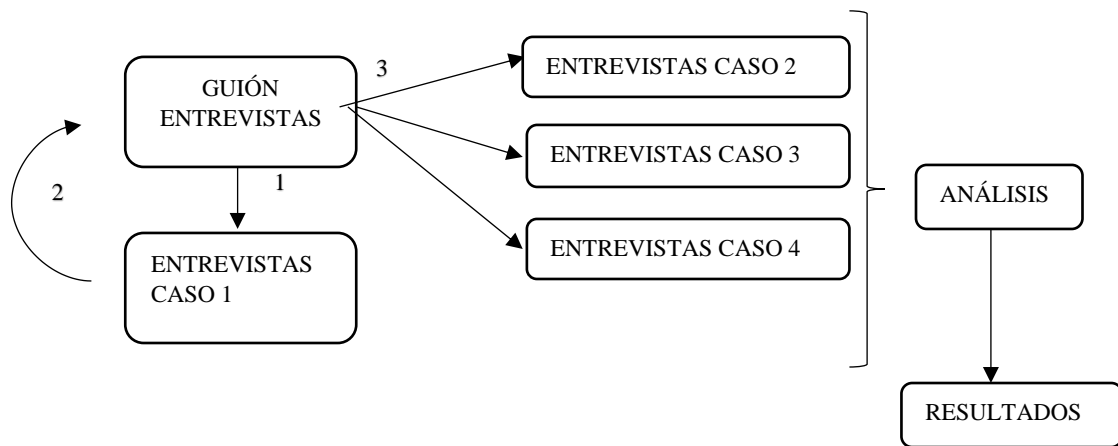 GUIÓN
ENTREVISTAS
1
2
ENTREVISTAS
CASO 1
3
ENTREVISTAS CASO 2
ENTREVISTAS CASO 3
ENTREVISTAS CASO 4
ANÁLISIS
RESULTADOS